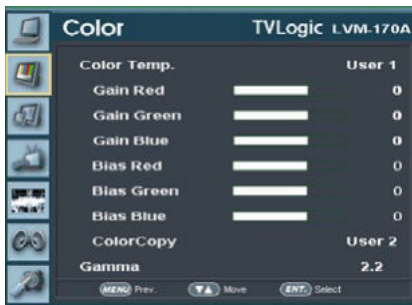 Color TVLogic LVM-170A
Color Temp. User 1
Gain Red 0
Gain Green 0
Gain Blue 0
Bias Red 0
Bias Green 0
Bias Blue 0
ColorCopy User 2
Gamma 2.2
MENU Prev. ▼▲ Move ENT. Select